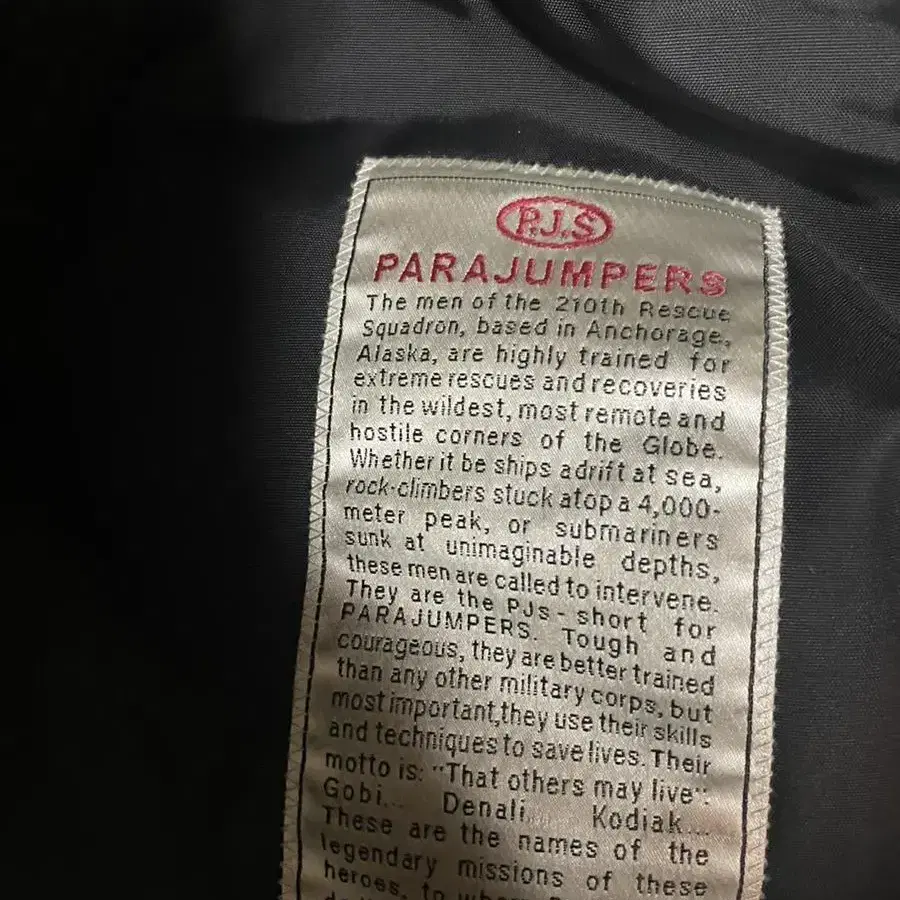 P.J.S
PARAJUMPERS
The men of the 210th Rescue
Squadron, based in Anchorage,
Alaska, are highly trained for
extreme rescues and recoveries
in the wildest, most remote and
hostile corners of the Globe.
Whether it be ships adrift at sea,
rock-climbers stuck atop a 4,000-
meter peak, or submariners
sunk at unimaginable depths,
these men are called to intervene.
They are the PJs - short for
PARAJUMPERS. Tough and
courageous, they are better trained
than any other military corps, but
most important,they use their skills
and techniques to save lives. Their
motto is: "That others may live":
Gobi... Denali... Kodiak...
These are the names of the
legendary missions of these
heroes, to